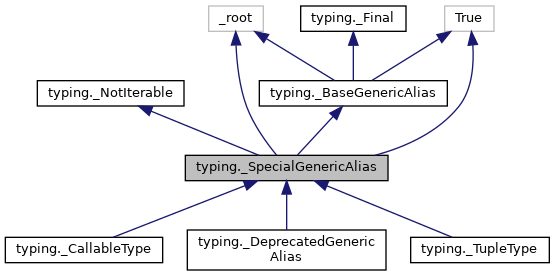 _root
typing._Final
True
typing._NotIterable
typing._BaseGenericAlias
typing._SpecialGenericAlias
typing._CallableType
typing._DeprecatedGeneric
Alias
typing._TupleType